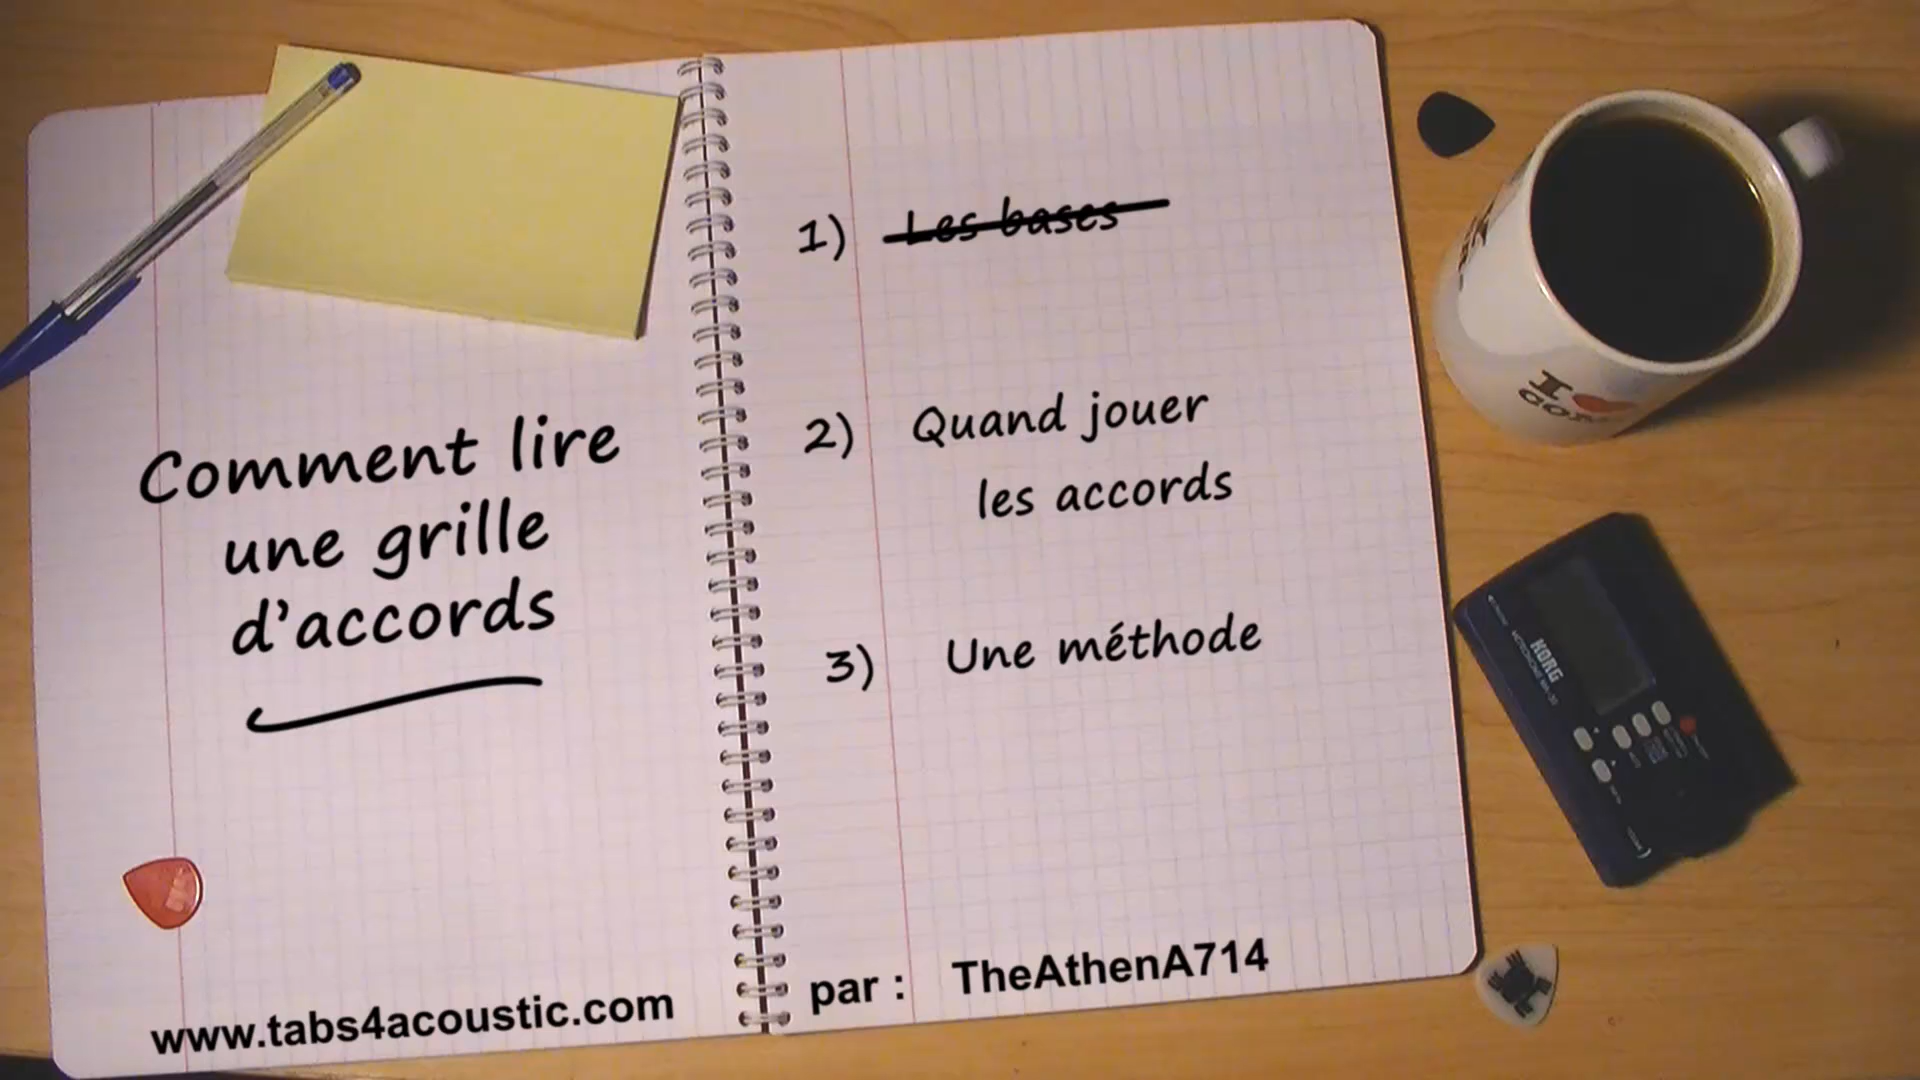 Comment lire
une grille
d'accords
www.tabs4acoustic.com
1) Les bases
2) Quand jouer
les accords
3) Une méthode
par : TheAthenA714
I
KORG